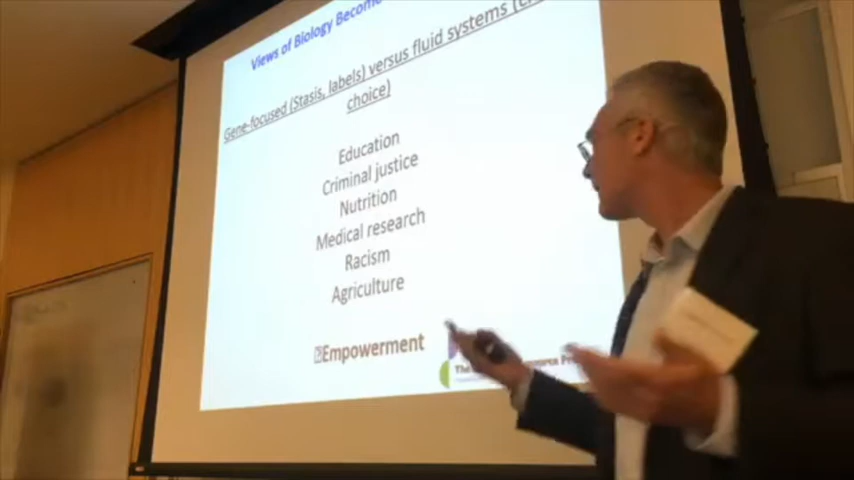 Views of Biology Become
Gene-focused (Stasis, labels) versus fluid systems
choice)
Education
Criminal justice
Nutrition
Medical research
Racism
Agriculture
Empowerment
The